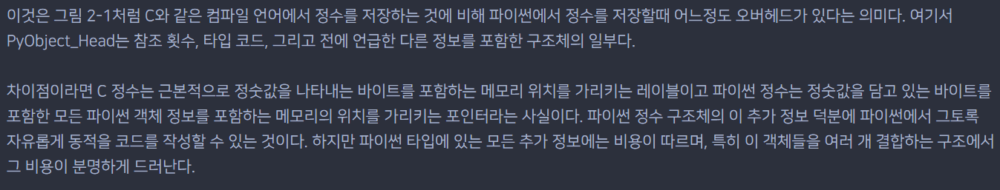 이것은 그림 2-1처럼 C와 같은 컴파일 언어에서 정수를 저장하는 것에 비해 파이썬에서 정수를 저장할때 어느정도 오버헤드가 있다는 의미다. 여기서
PyObject_Head는 참조 횟수, 타입 코드, 그리고 전에 언급한 다른 정보를 포함한 구조체의 일부다.
차이점이라면 C 정수는 근본적으로 정숫값을 나타내는 바이트를 포함하는 메모리 위치를 가리키는 레이블이고 파이썬 정수는 정숫값을 담고 있는 바이트를
포함한 모든 파이썬 객체 정보를 포함하는 메모리의 위치를 가리키는 포인터라는 사실이다. 파이썬 정수 구조체의 이 추가 정보 덕분에 파이썬에서 그토록
자유롭게 동적을 코드를 작성할 수 있는 것이다. 하지만 파이썬 타입에 있는 모든 추가 정보에는 비용이 따르며, 특히 이 객체들을 여러 개 결합하는 구조에서
그 비용이 분명하게 드러난다.